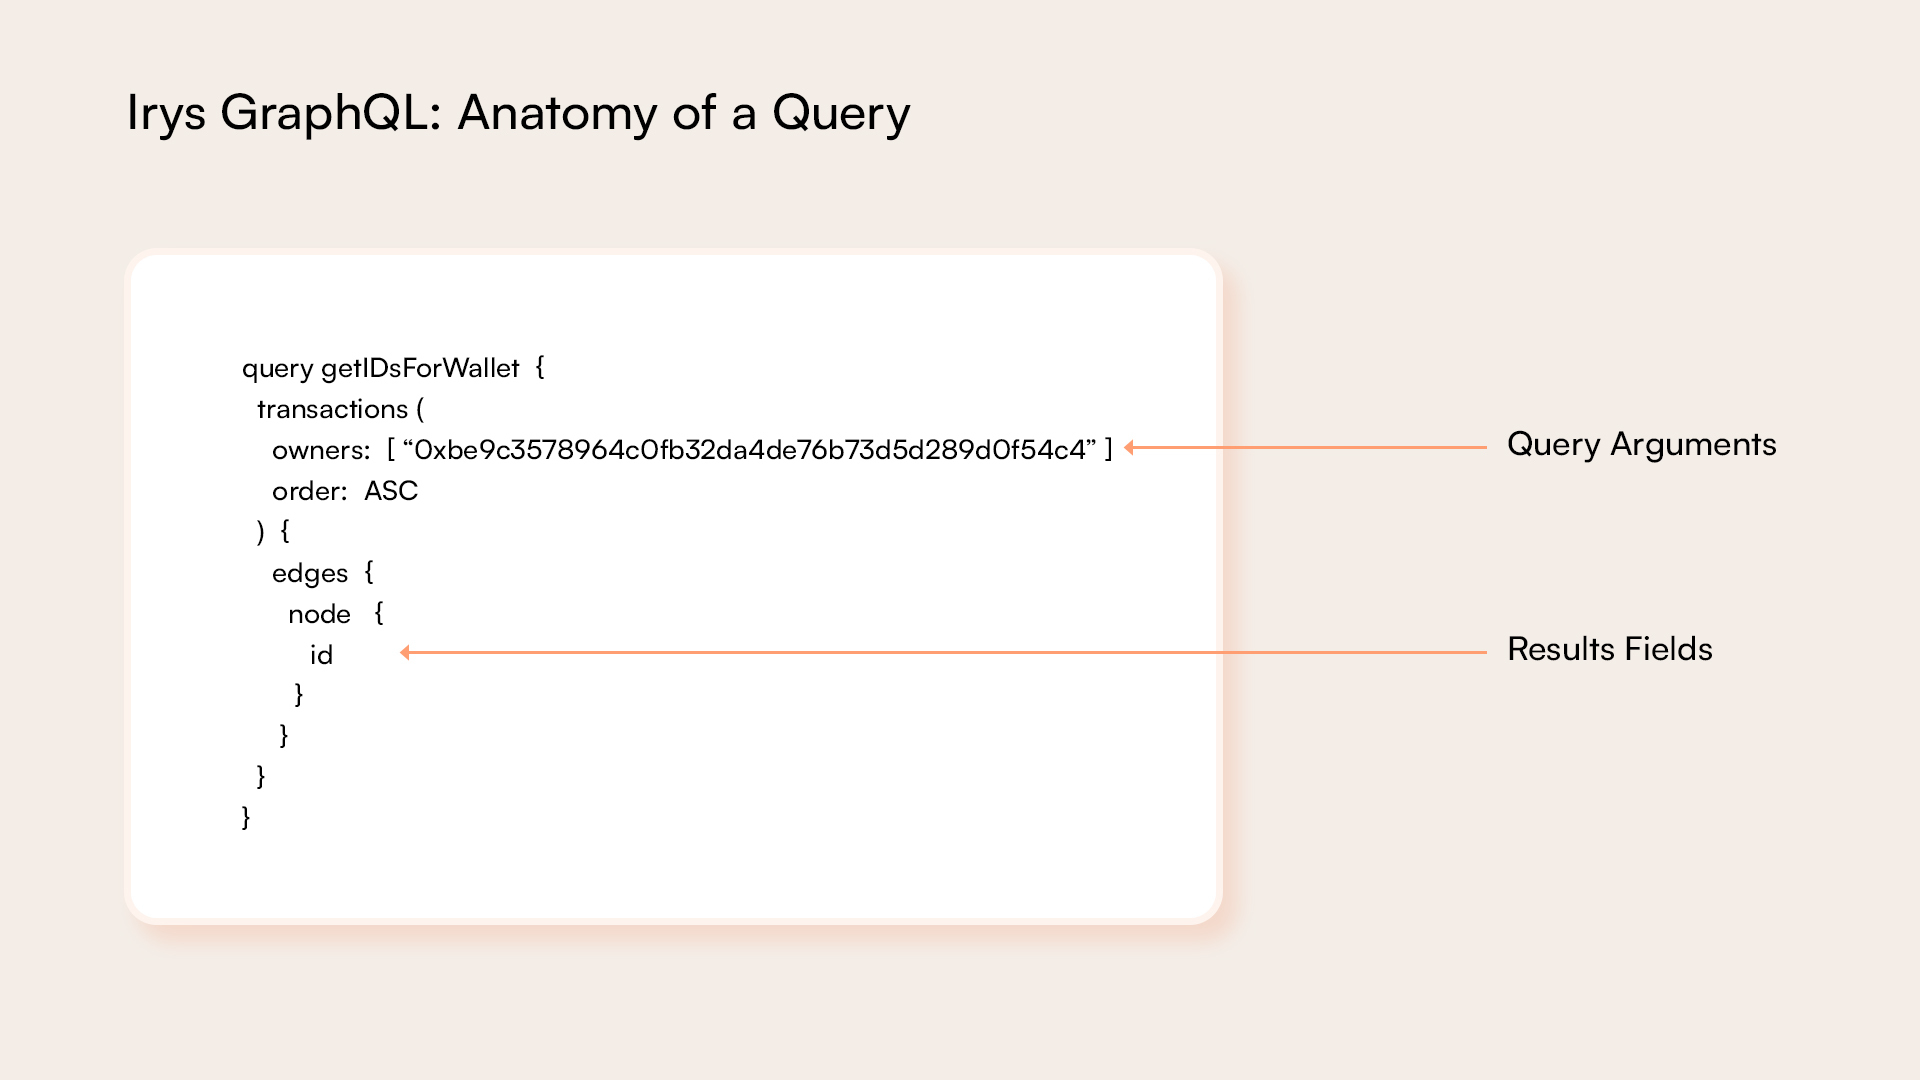 Irys GraphQL: Anatomy of a Query
query getIDsForWallet {
transactions (
owners: [ “0xbe9c3578964c0fb32da4de76b73d5d289d0f54c4” ]
Query Arguments
order: ASC
) {
edges {
node {
id
Results Fields
}
}
}
}